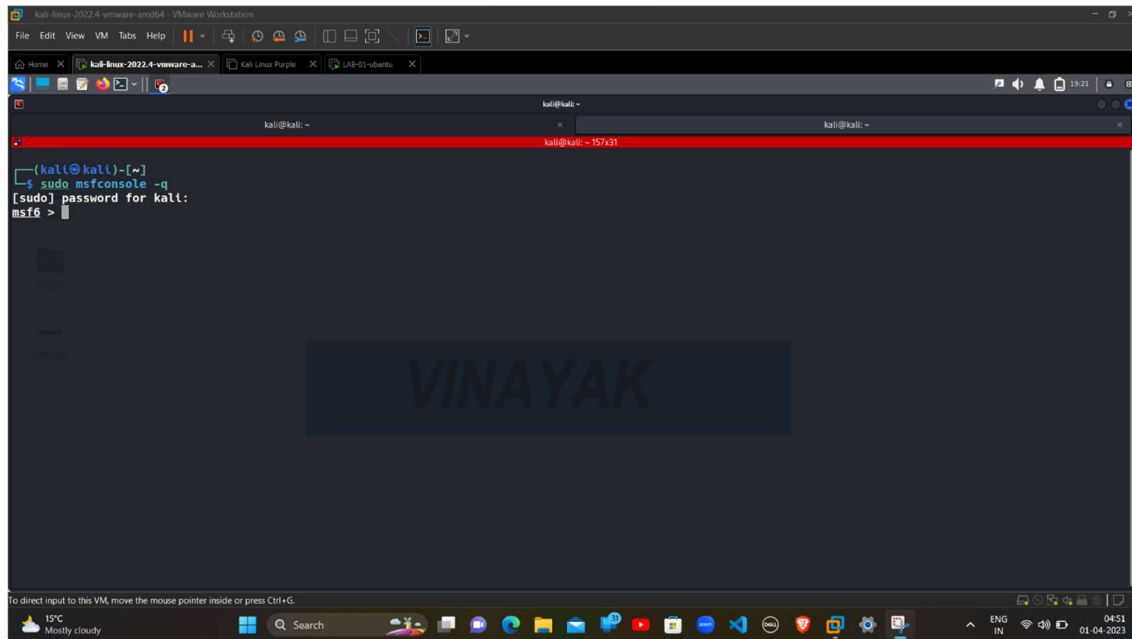 kali-linux-2022.4-vmware-amd64 - VMware Workstation
File Edit View VM Tabs Help
Home kali-linux-2022.4-vmware-a... Kali Linux Purple LAB-01-ubantu
19:21
kali@kali: ~
kali@kali: ~ kali@kali: ~
kali@kali: ~ 157x31
(kali㉿kali)-[~]
$ sudo msfconsole -q
[sudo] password for kali:
msf6 >
VINAYAK
To direct input to this VM, move the mouse pointer inside or press Ctrl+G.
15°C
Mostly cloudy
Search
31
zoom
DELL
ENG
IN
04:51
01-04-2023